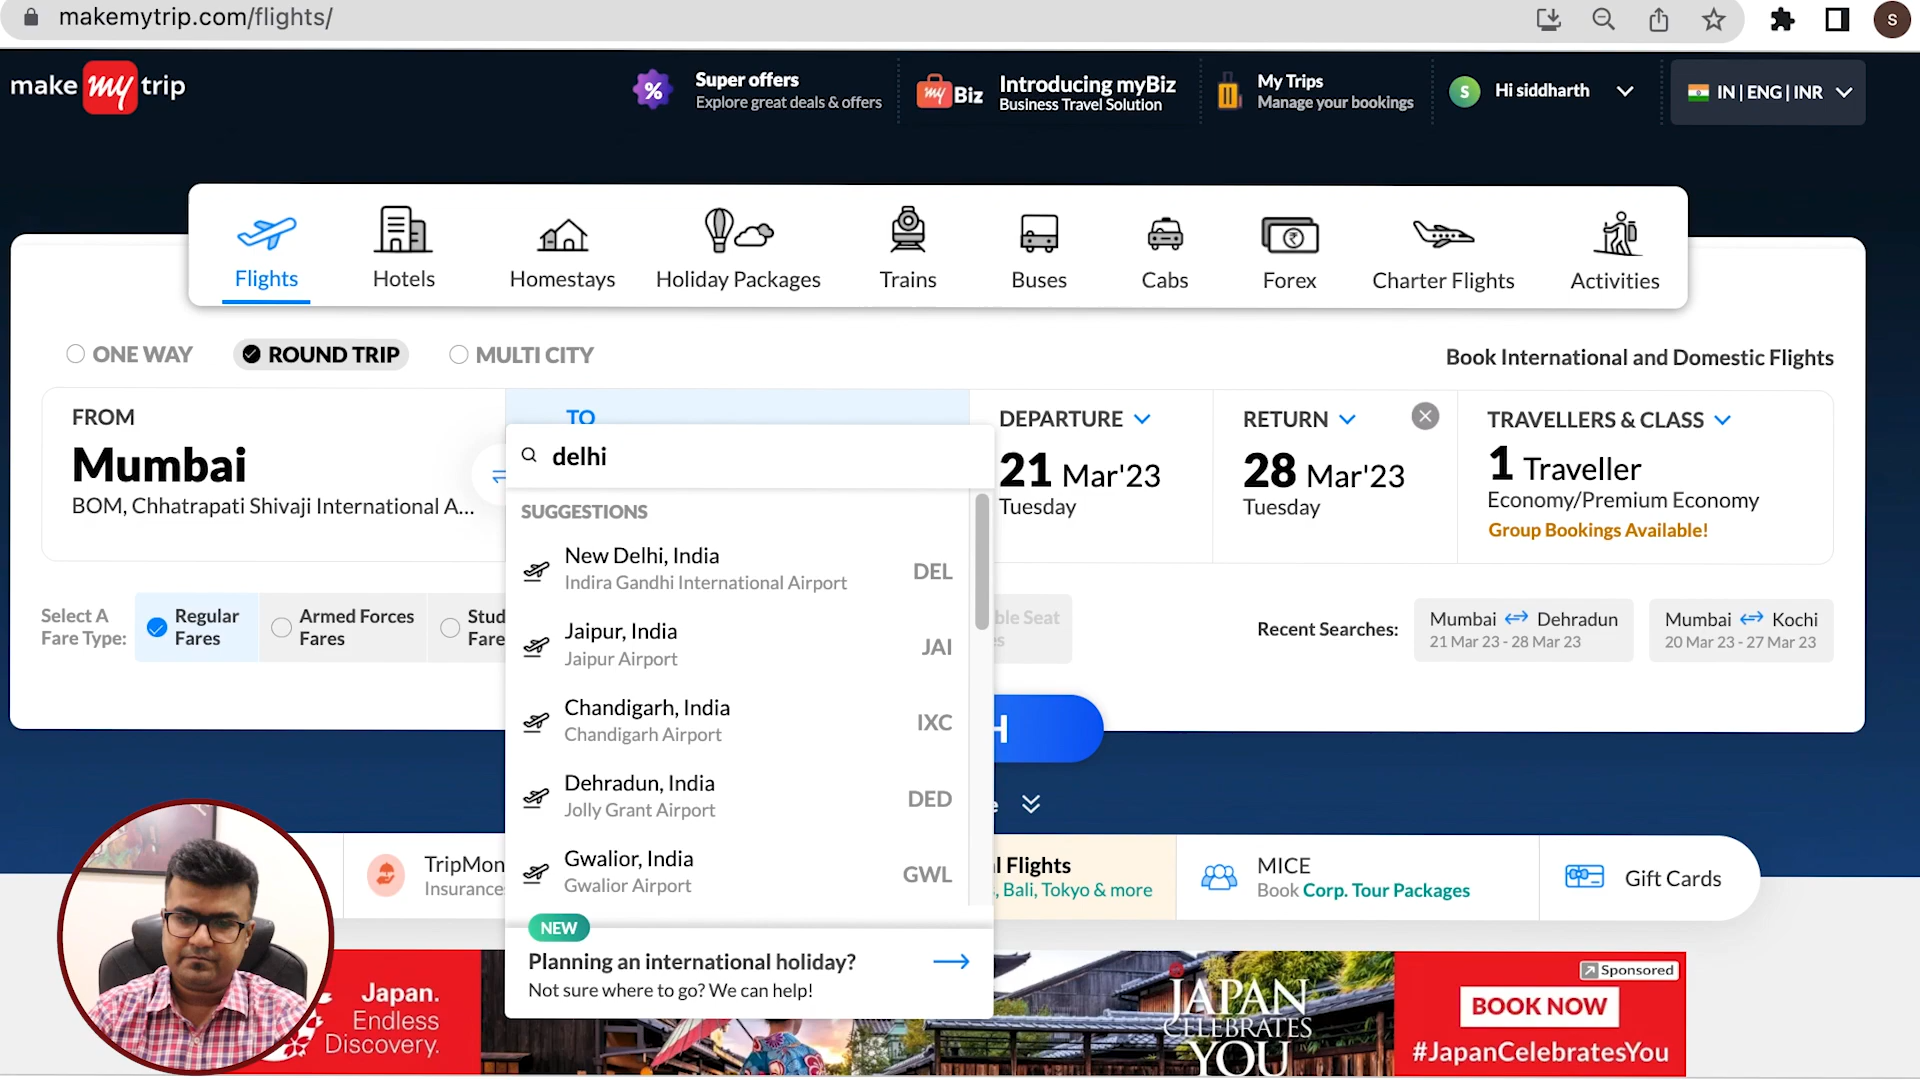 makemytrip.com/flights/
S
make my trip
%
Super offers
Explore great deals & offers
my Biz
Introducing myBiz
Business Travel Solution
My Trips
Manage your bookings
S
Hi siddharth
IN | ENG | INR
Flights
Hotels
Homestays
Holiday Packages
Trains
Buses
Cabs
Forex
Charter Flights
Activities
ONE WAY
ROUND TRIP
MULTI CITY
Book International and Domestic Flights
FROM
Mumbai
BOM, Chhatrapati Shivaji International A...
TO
delhi
SUGGESTIONS
New Delhi, India
Indira Gandhi International Airport
DEL
Jaipur, India
Jaipur Airport
JAI
Chandigarh, India
Chandigarh Airport
IXC
Dehradun, India
Jolly Grant Airport
DED
Gwalior, India
Gwalior Airport
GWL
NEW
Planning an international holiday?
Not sure where to go? We can help!
DEPARTURE
21 Mar'23
Tuesday
RETURN
28 Mar'23
Tuesday
TRAVELLERS & CLASS
1 Traveller
Economy/Premium Economy
Group Bookings Available!
Select A
Fare Type:
Regular
Fares
Armed Forces
Fares
Stud
Fare
ble Seat
Recent Searches:
Mumbai Dehradun
21 Mar 23 - 28 Mar 23
Mumbai Kochi
20 Mar 23 - 27 Mar 23
H
TripMon
Insurances
l Flights
, Bali, Tokyo & more
MICE
Book Corp. Tour Packages
Gift Cards
Japan.
Endless
Discovery.
JAPAN
CELEBRATES
YOU
Sponsored
BOOK NOW
#JapanCelebratesYou